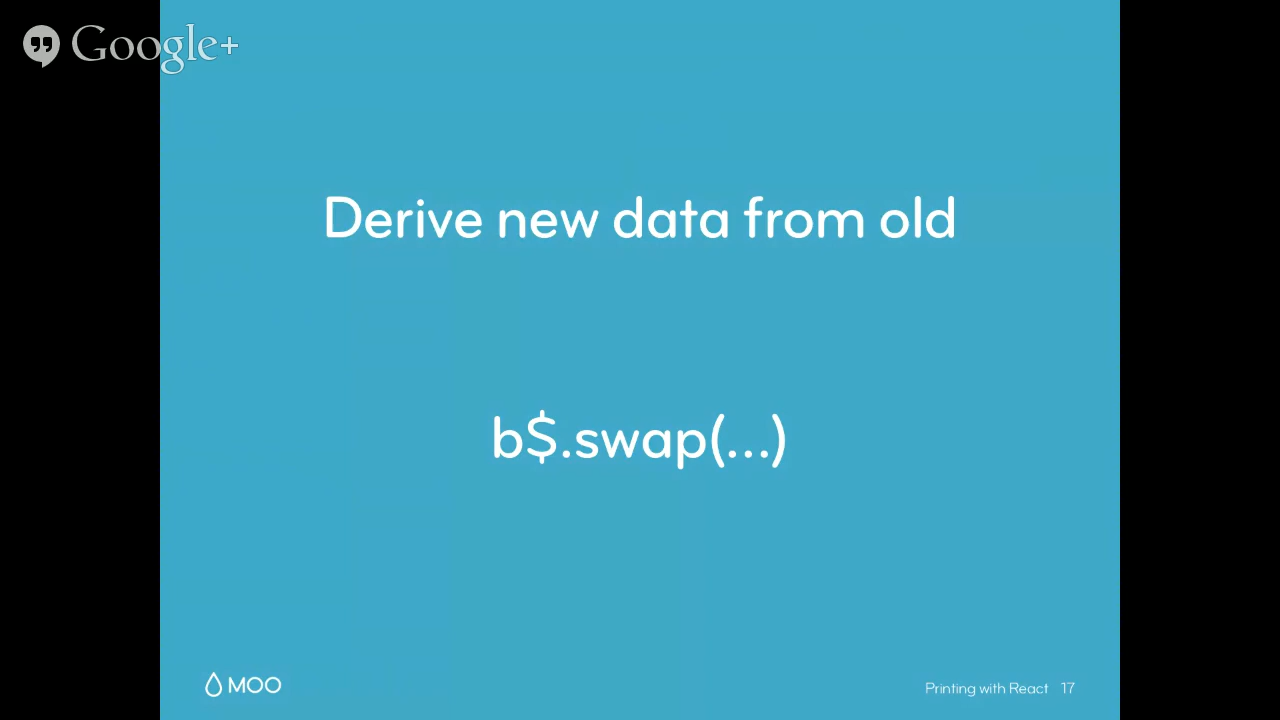 Google+
Derive new data from old
b$.swap(...)
MOO
Printing with React 17